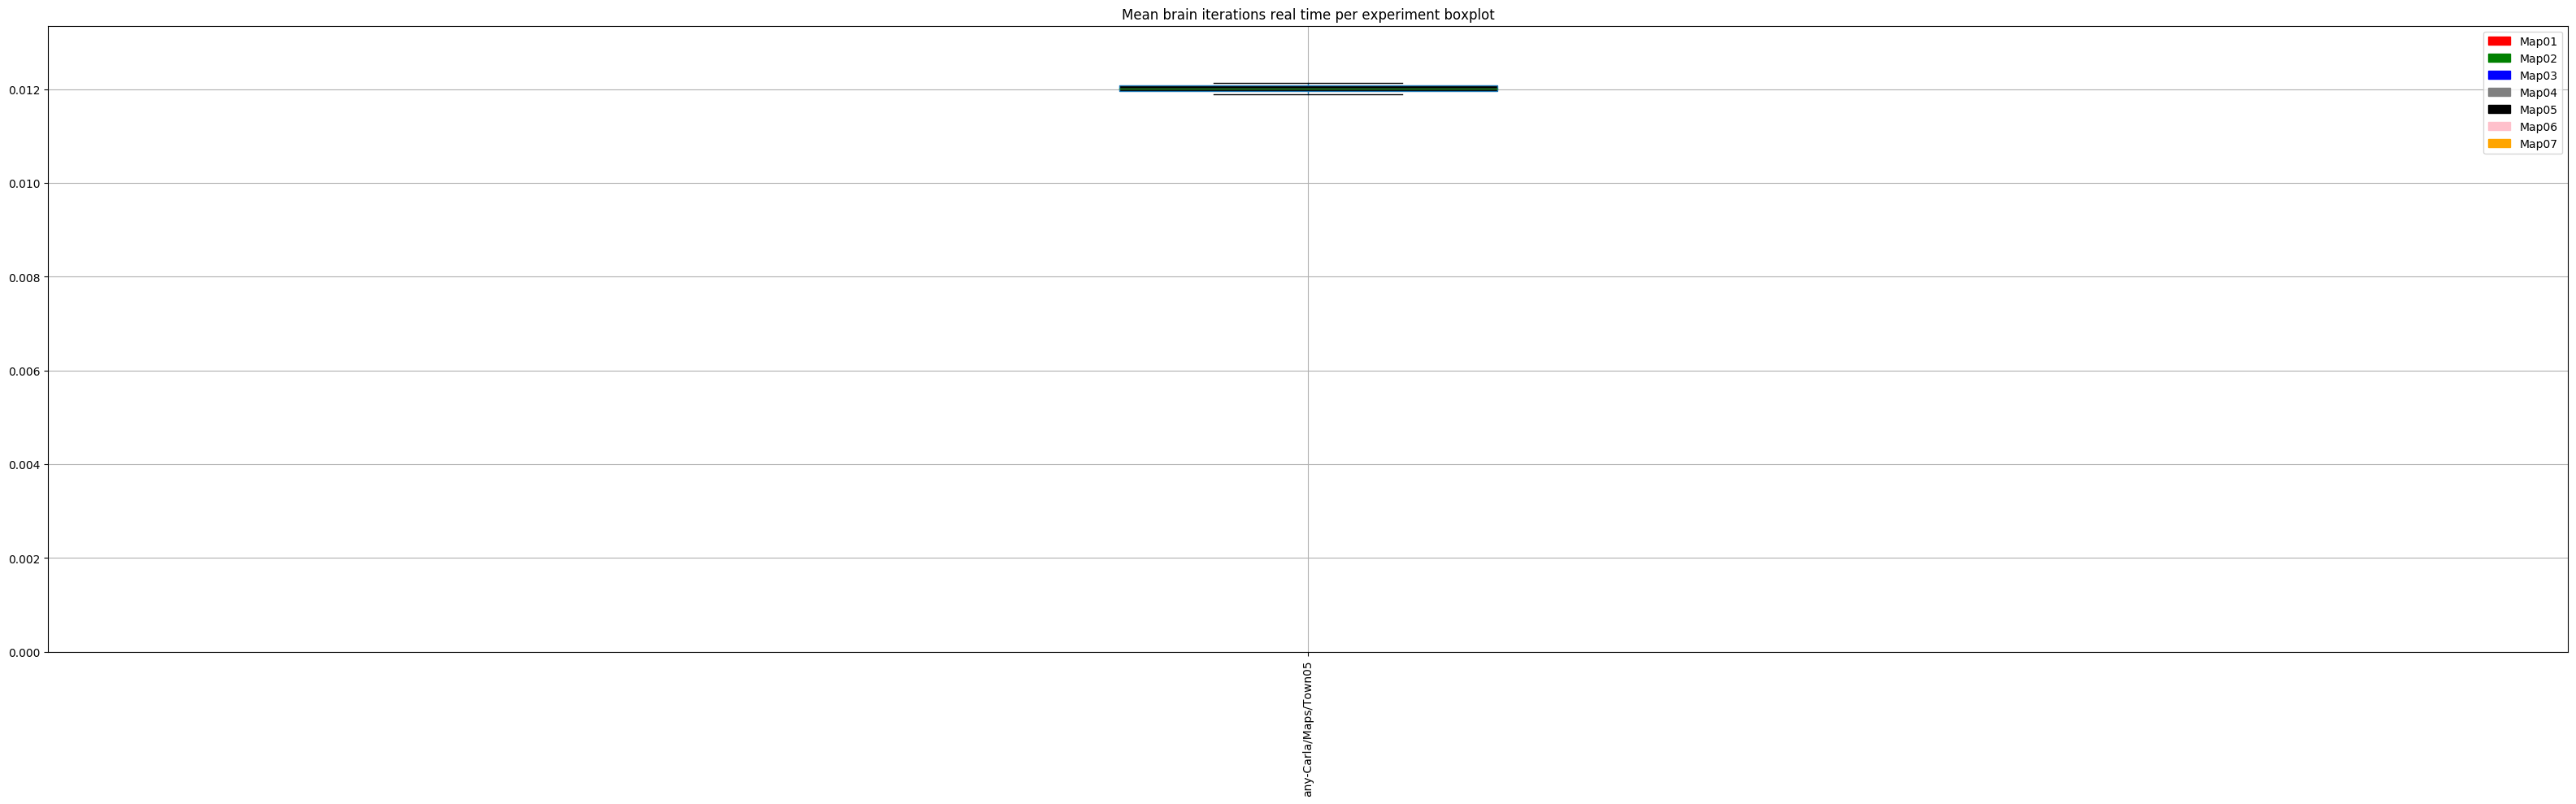 Mean brain iterations real time per experiment boxplot
Map01
Map02
Map03
Map04
Map05
Map06
Map07
0.012
0.010
0.008
0.006
0.004
0.002
0.000
any-Carla/Maps/Town05